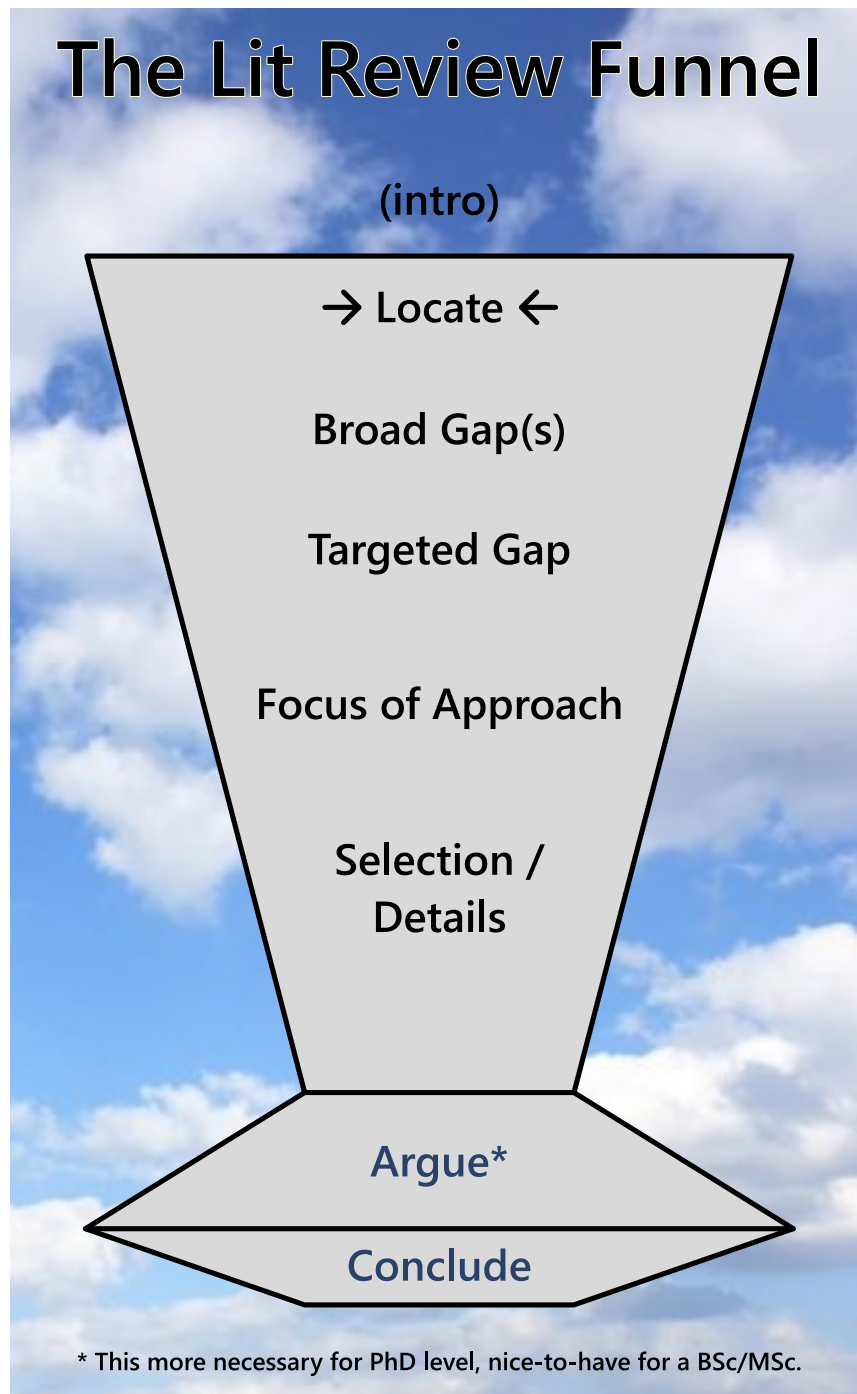 The Lit Review Funnel
(intro)
→ Locate ←
Broad Gap(s)
Targeted Gap
Focus of Approach
Selection /
Details
Argue*
Conclude
* This more necessary for PhD level, nice-to-have for a BSc/MSc.